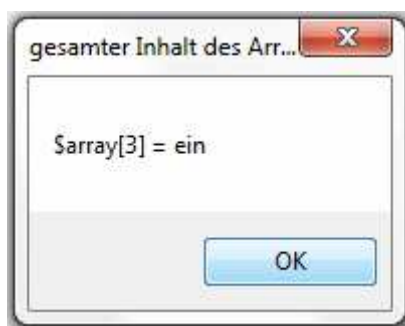 gesamter Inhalt des Arr...
$array[3] = ein
OK